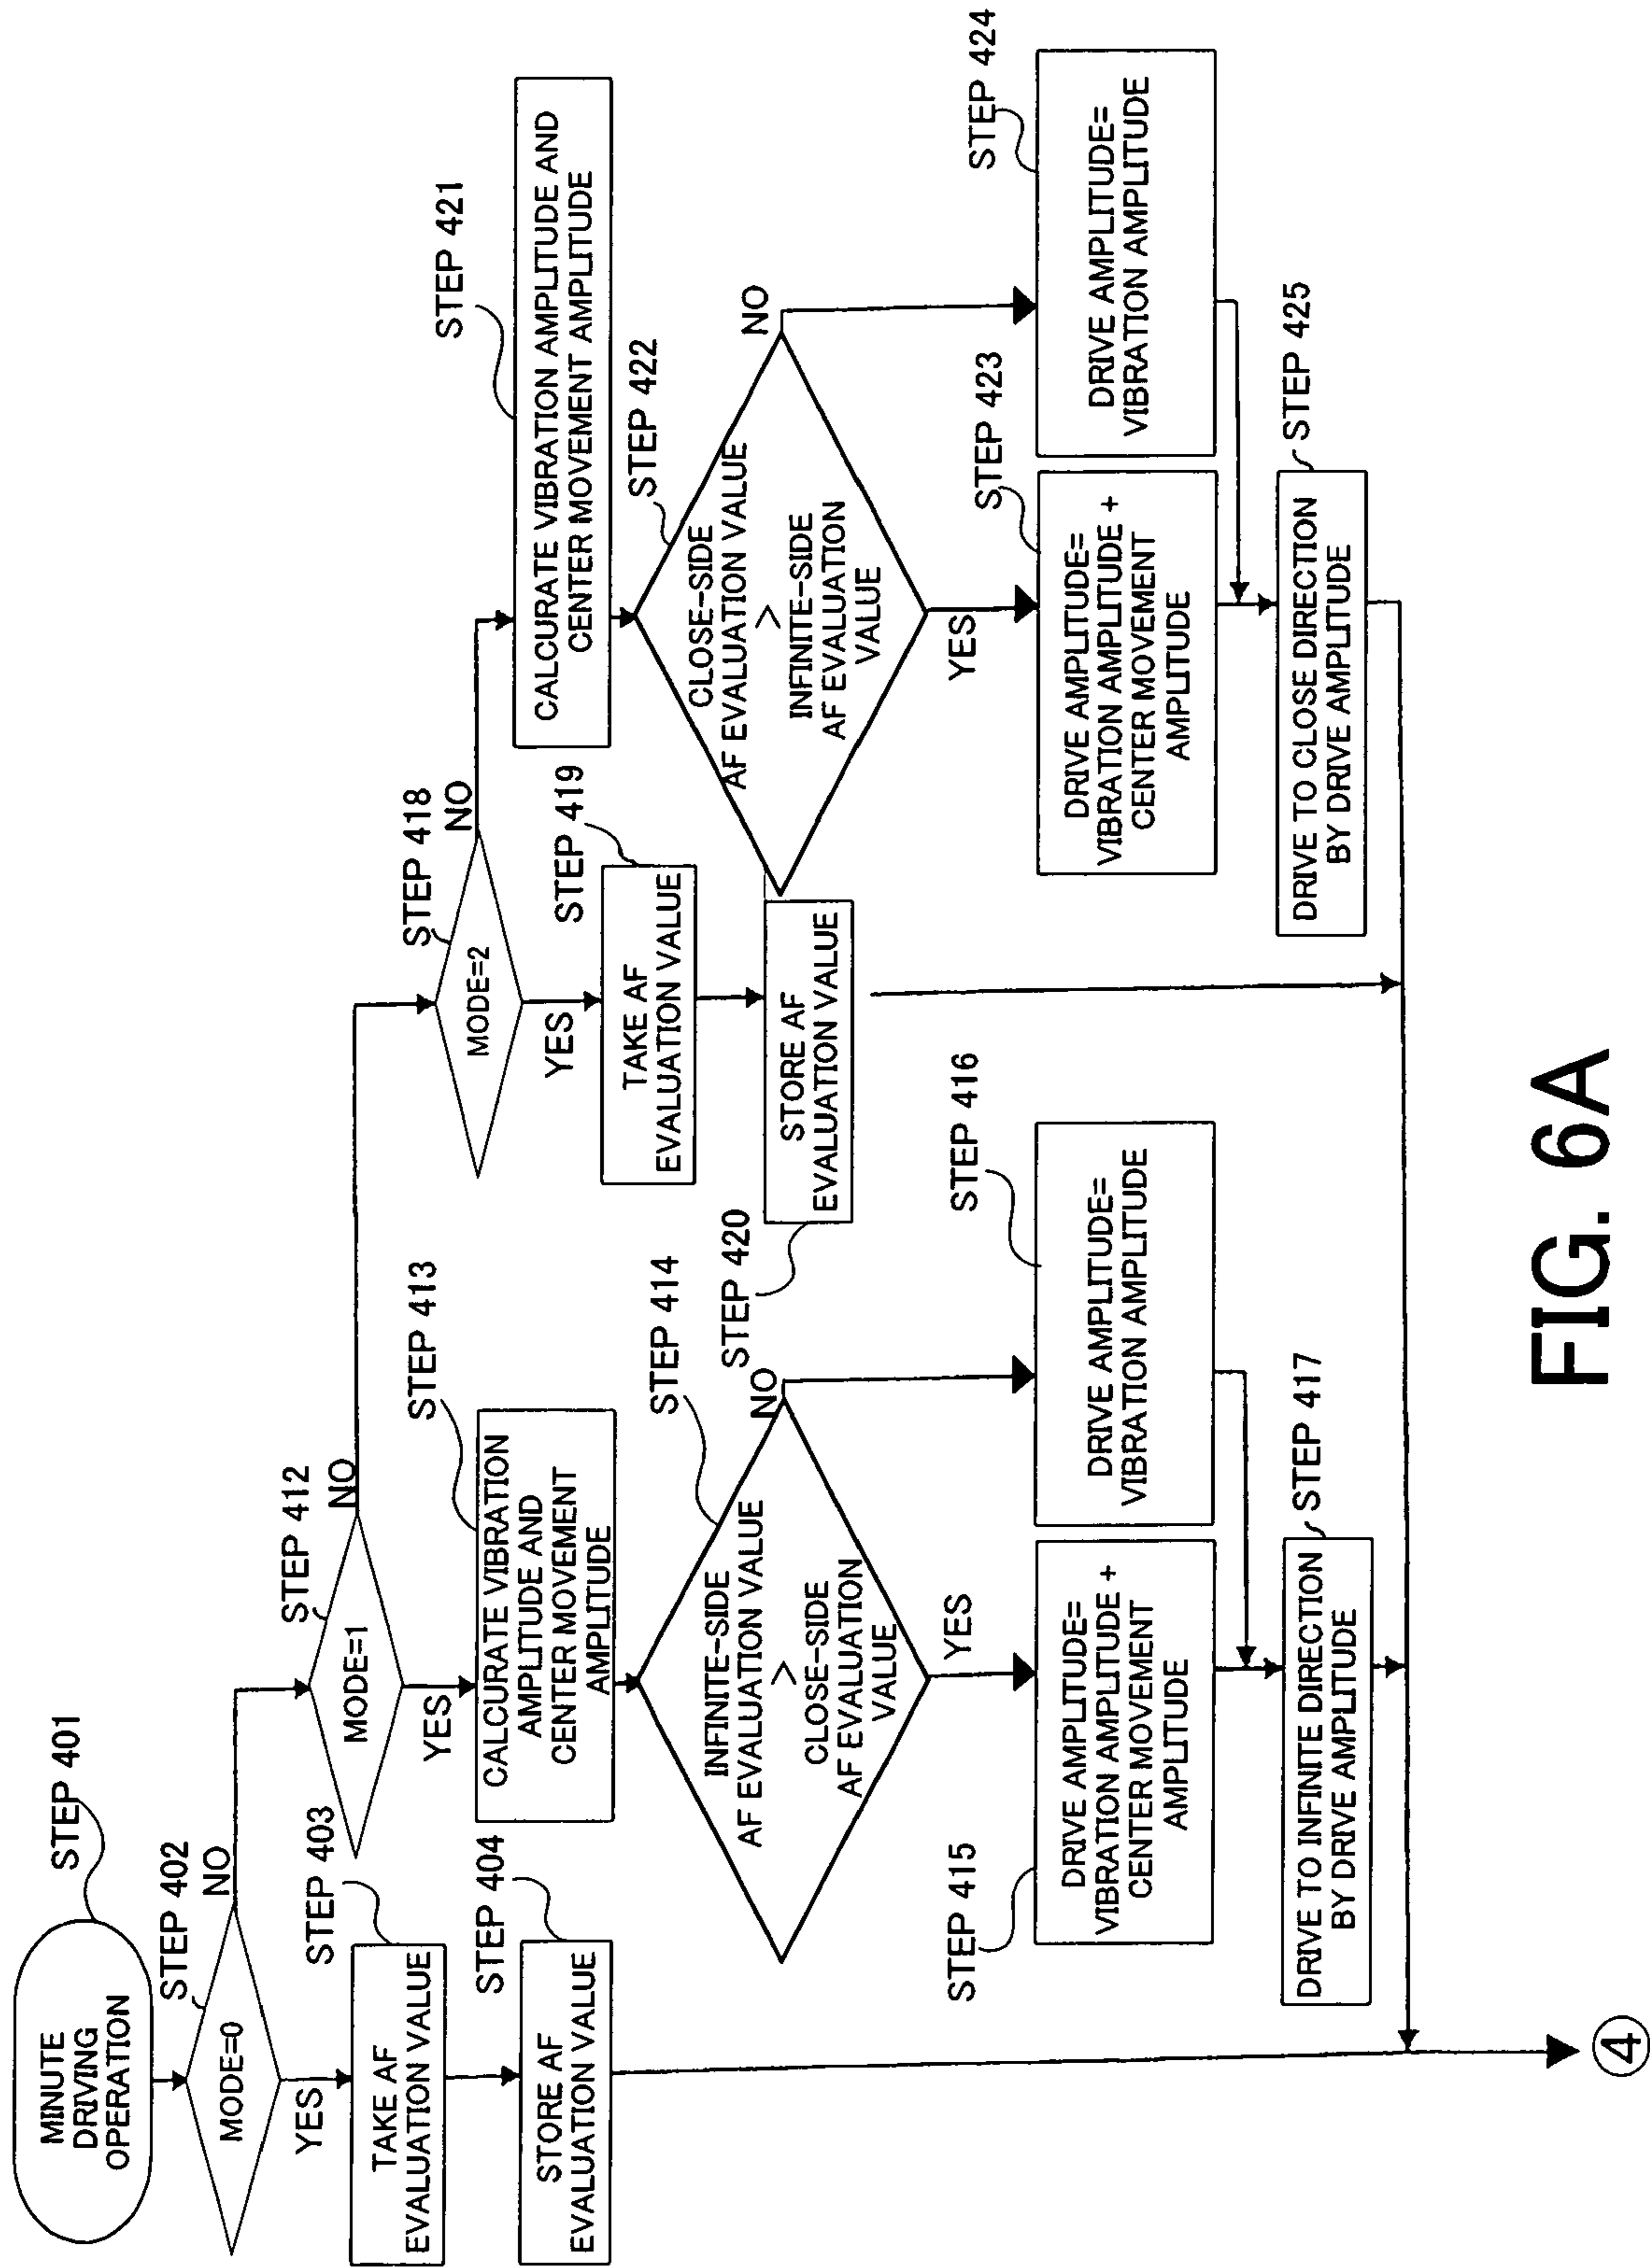 MINUTE
DRIVING
OPERATION
STEP 401
STEP 402
MODE=0
NO
YES
STEP 403
TAKE AF
EVALUATION VALUE
STEP 404
STORE AF
EVALUATION VALUE
STEP 412
MODE=1
NO
YES
STEP 413
CALCURATE VIBRATION
AMPLITUDE AND
CENTER MOVEMENT
AMPLITUDE
STEP 414
INFINITE-SIDE
AF EVALUATION VALUE
>
CLOSE-SIDE
AF EVALUATION
VALUE
NO
YES
STEP 415
DRIVE AMPLITUDE=
VIBRATION AMPLITUDE +
CENTER MOVEMENT
AMPLITUDE
STEP 416
DRIVE AMPLITUDE=
VIBRATION AMPLITUDE
STEP 417
DRIVE TO INFINITE DIRECTION
BY DRIVE AMPLITUDE
STEP 418
MODE=2
NO
YES
STEP 419
TAKE AF
EVALUATION VALUE
STEP 420
STORE AF
EVALUATION VALUE
STEP 421
CALCURATE VIBRATION AMPLITUDE AND
CENTER MOVEMENT AMPLITUDE
STEP 422
CLOSE-SIDE
AF EVALUATION VALUE
>
INFINITE-SIDE
AF EVALUATION
VALUE
NO
YES
STEP 423
DRIVE AMPLITUDE=
VIBRATION AMPLITUDE +
CENTER MOVEMENT
AMPLITUDE
STEP 424
DRIVE AMPLITUDE=
VIBRATION AMPLITUDE
STEP 425
DRIVE TO CLOSE DIRECTION
BY DRIVE AMPLITUDE
4
FIG. 6A